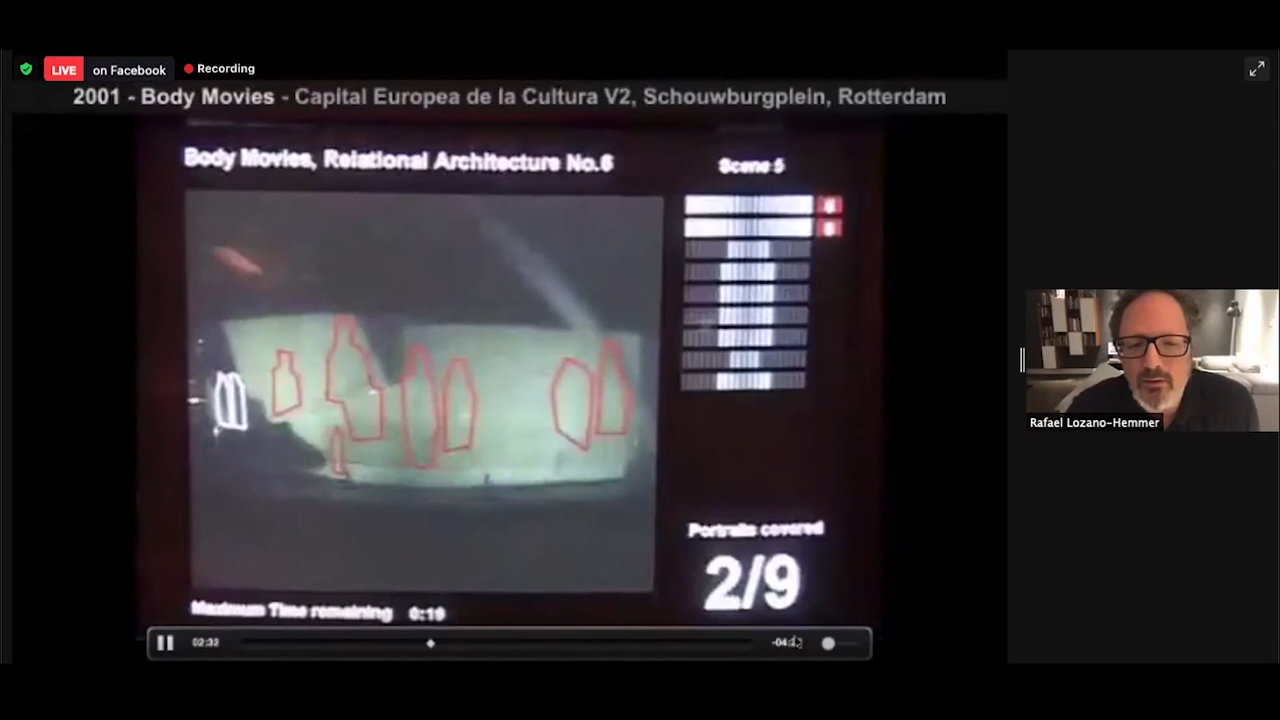 LIVE on Facebook Recording
2001 - Body Movies - Capital Europea de la Cultura V2, Schouwburgplein, Rotterdam
Body Movies, Relational Architecture No.6
Scene 5
Portraits covered
2/9
Maximum Time remaining 0:19
02:32
Rafael Lozano-Hemmer